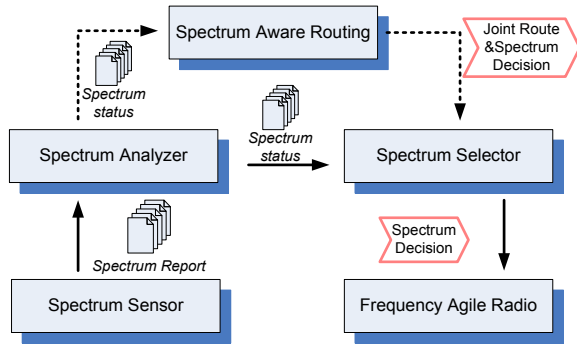 Spectrum Aware Routing
Joint Route
&Spectrum
Decision
Spectrum
status
Spectrum
status
Spectrum Analyzer
Spectrum Selector
Spectrum Report
Spectrum
Decision
Spectrum Sensor
Frequency Agile Radio